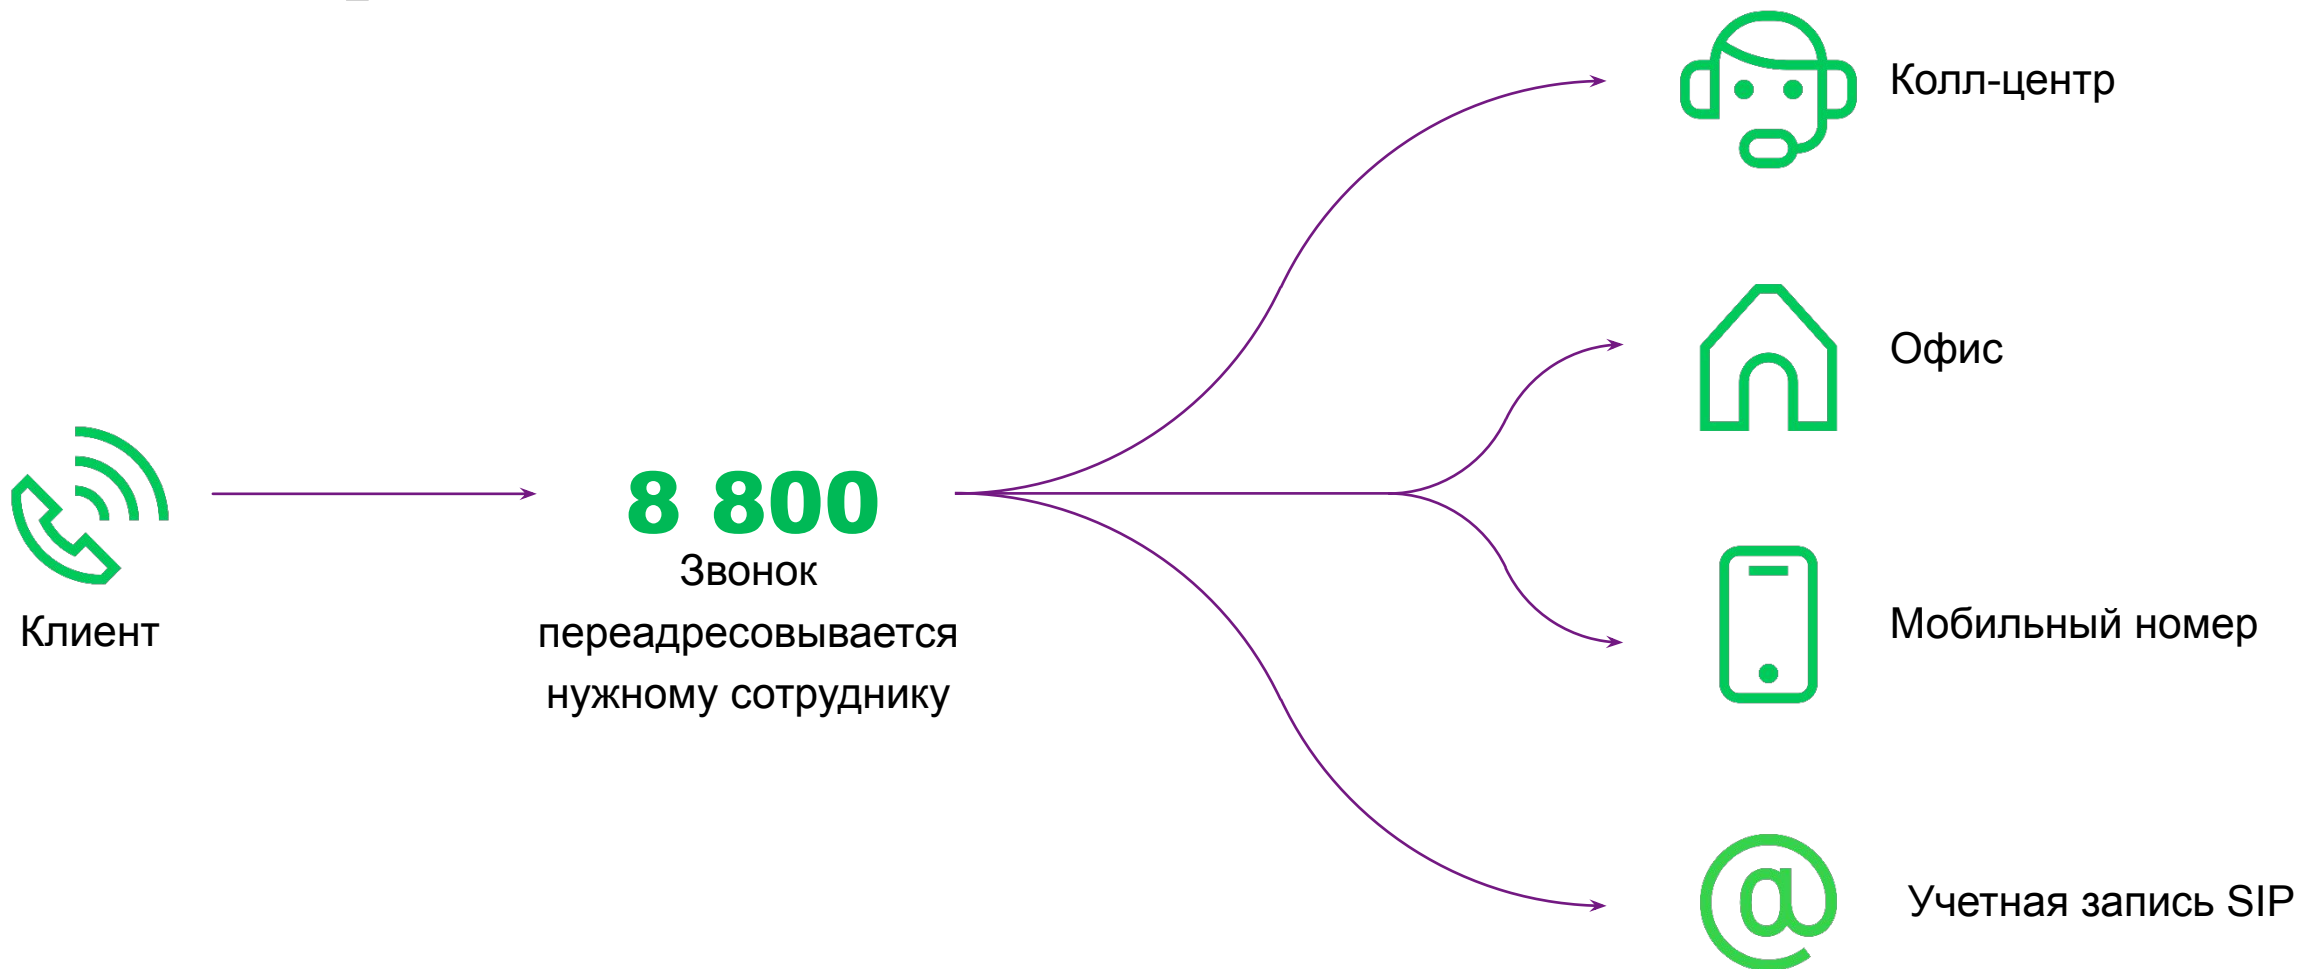 Колл-центр
Офис
8 800
Звонок
переадресовывается
нужному сотруднику
Клиент
Мобильный номер
Учетная запись SIP